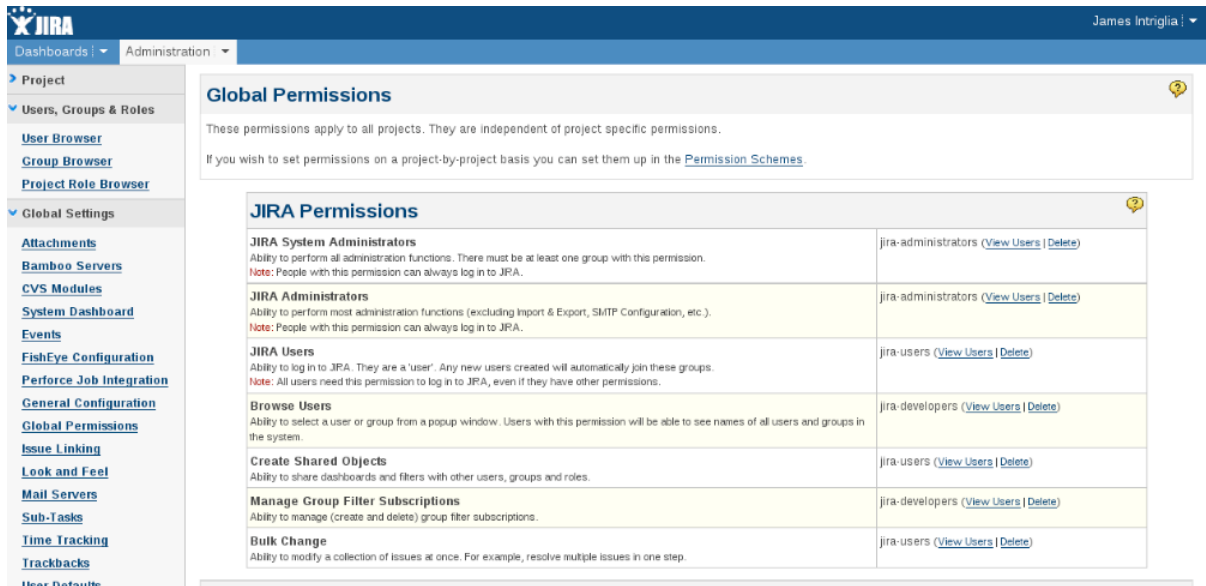 JIRA
James Intriglia
Dashboards
Administration
Project
Users, Groups & Roles
User Browser
Group Browser
Project Role Browser
Global Settings
Attachments
Bamboo Servers
CVS Modules
System Dashboard
Events
FishEye Configuration
Perforce Job Integration
General Configuration
Global Permissions
Issue Linking
Look and Feel
Mail Servers
Sub-Tasks
Time Tracking
Trackbacks
User Defaults
Global Permissions
?
These permissions apply to all projects. They are independent of project specific permissions.
If you wish to set permissions on a project-by-project basis you can set them up in the Permission Schemes.
JIRA Permissions
?
JIRA System Administrators
Ability to perform all administration functions. There must be at least one group with this permission.
Note: People with this permission can always log in to JIRA.
jira-administrators (View Users | Delete)
JIRA Administrators
Ability to perform most administration functions (excluding Import & Export, SMTP Configuration, etc.).
Note: People with this permission can always log in to JIRA.
jira-administrators (View Users | Delete)
JIRA Users
Ability to log in to JIRA. They are a 'user'. Any new users created will automatically join these groups.
Note: All users need this permission to log in to JIRA, even if they have other permissions.
jira-users (View Users | Delete)
Browse Users
Ability to select a user or group from a popup window. Users with this permission will be able to see names of all users and groups in
the system.
jira-developers (View Users | Delete)
Create Shared Objects
Ability to share dashboards and filters with other users, groups and roles.
jira-users (View Users | Delete)
Manage Group Filter Subscriptions
Ability to manage (create and delete) group filter subscriptions.
jira-developers (View Users | Delete)
Bulk Change
Ability to modify a collection of issues at once. For example, resolve multiple issues in one step.
jira-users (View Users | Delete)